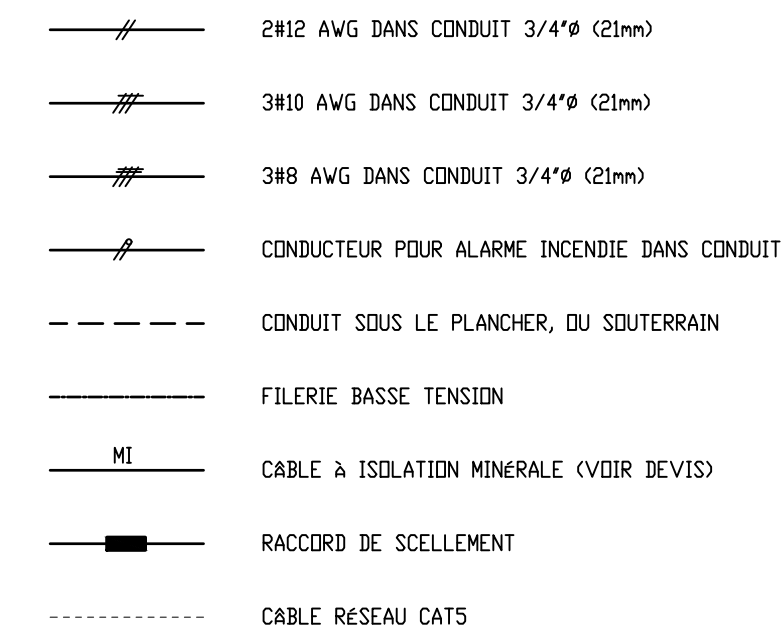 2#12 AWG DANS CONDUIT 3/4"Ø (21mm)
3#10 AWG DANS CONDUIT 3/4"Ø (21mm)
3#8 AWG DANS CONDUIT 3/4"Ø (21mm)
CONDUCTEUR POUR ALARME INCENDIE DANS CONDUIT
CONDUIT SOUS LE PLANCHER, OU SOUTERRAIN
FILERIE BASSE TENSION
MI
CÂBLE À ISOLATION MINÉRALE (VOIR DEVIS)
RACCORD DE SCELLEMENT
CÂBLE RÉSEAU CAT5